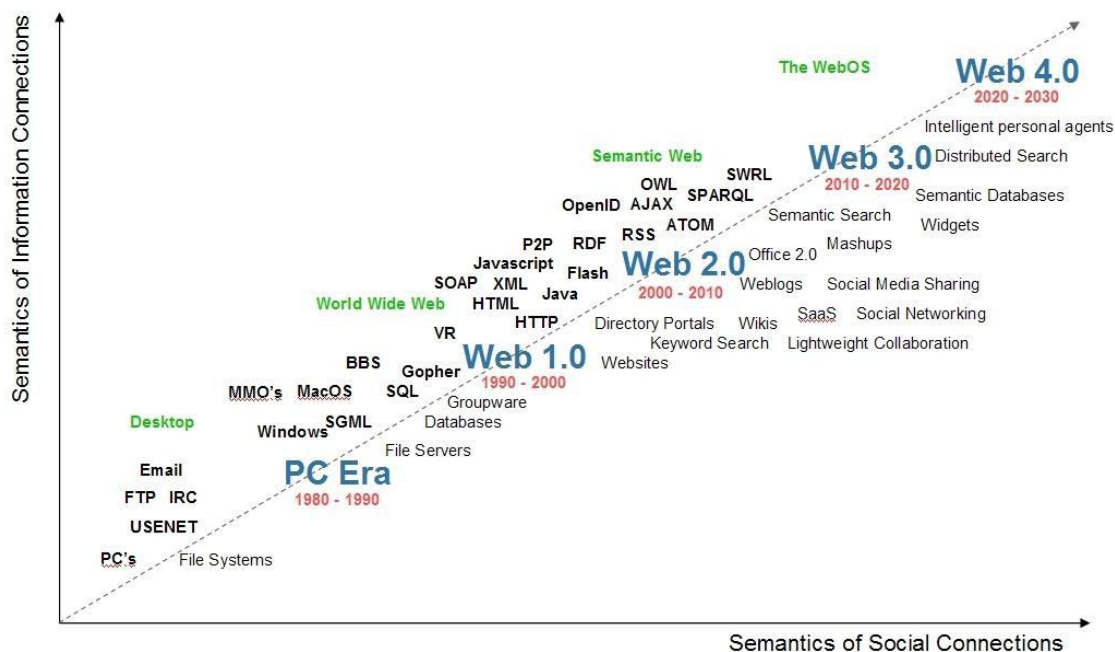 Semantics of Information Connections
The WebOS
Web 4.0
2020 - 2030
Intelligent personal agents
Semantic Web
Web 3.0
Distributed Search
2010 - 2020
SWRL
OWL
SPARQL
Semantic Databases
OpenID
AJAX
Semantic Search
Widgets
ATOM
RSS
P2P
RDF
Mashups
Office 2.0
Javascript
Web 2.0
Flash
SOAP
XML
Weblogs
Social Media Sharing
Java
2000 - 2010
World Wide Web
HTML
SaaS
Social Networking
HTTP
Directory Portals
Wikis
VR
Keyword Search
Lightweight Collaboration
Web 1.0
Websites
BBS
Gopher
1990 - 2000
MMO's
MacOS
SQL
Groupware
Desktop
SGML
Databases
Windows
File Servers
Email
PC Era
FTP
IRC
1980 - 1990
USENET
PC's
File Systems
Semantics of Social Connections